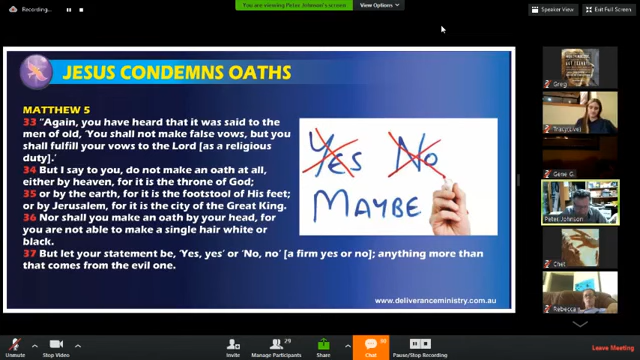 Recording...
You are viewing Peter Johnson's screen
View Options
Speaker View
Exit Full Screen
JESUS CONDEMNS OATHS
MATTHEW 5
33 "Again, you have heard that it was said to the
men of old, 'You shall not make false vows, but you
shall fulfill your vows to the Lord [as a religious
duty].'
34 But I say to you, do not make an oath at all,
either by heaven, for it is the throne of God;
35 or by the earth, for it is the footstool of His feet;
or by Jerusalem, for it is the city of the Great King.
36 Nor shall you make an oath by your head, for
you are not able to make a single hair white or
black.
37 But let your statement be, 'Yes, yes' or 'No, no' [a firm yes or no]; anything more than
that comes from the evil one.
YES NO
MAYBE
www.deliveranceministry.com.au
Greg
Tracy
Gene G.
Peter Johnson
Chet
Rebecca
Unmute
Stop Video
Invite
29
Manage Participants
Share
Chat
Pause/Stop Recording
Leave Meeting